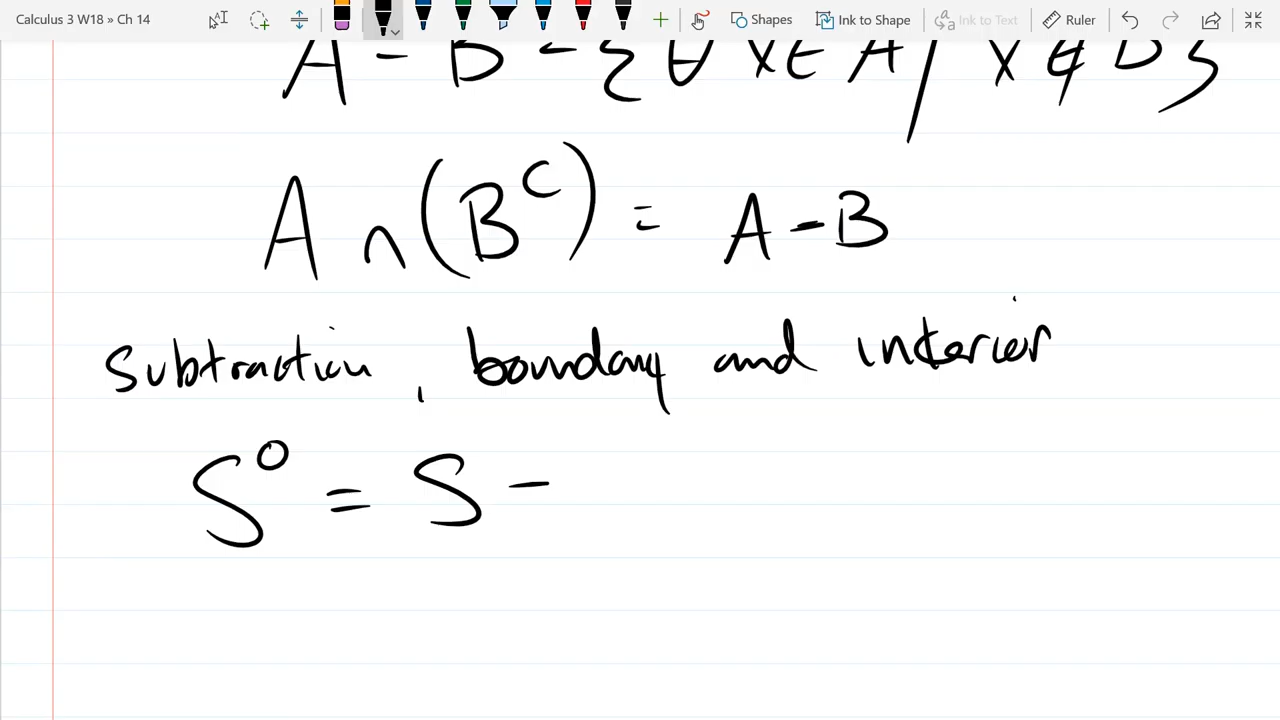 Calculus 3 W18 » Ch 14
Shapes
Ink to Shape
Ink to Text
Ruler
A - B = { ∀ x ∈ A / x ∉ B }
A ∩ (B^C) = A - B
subtraction, boundary and interior
S^o = S -